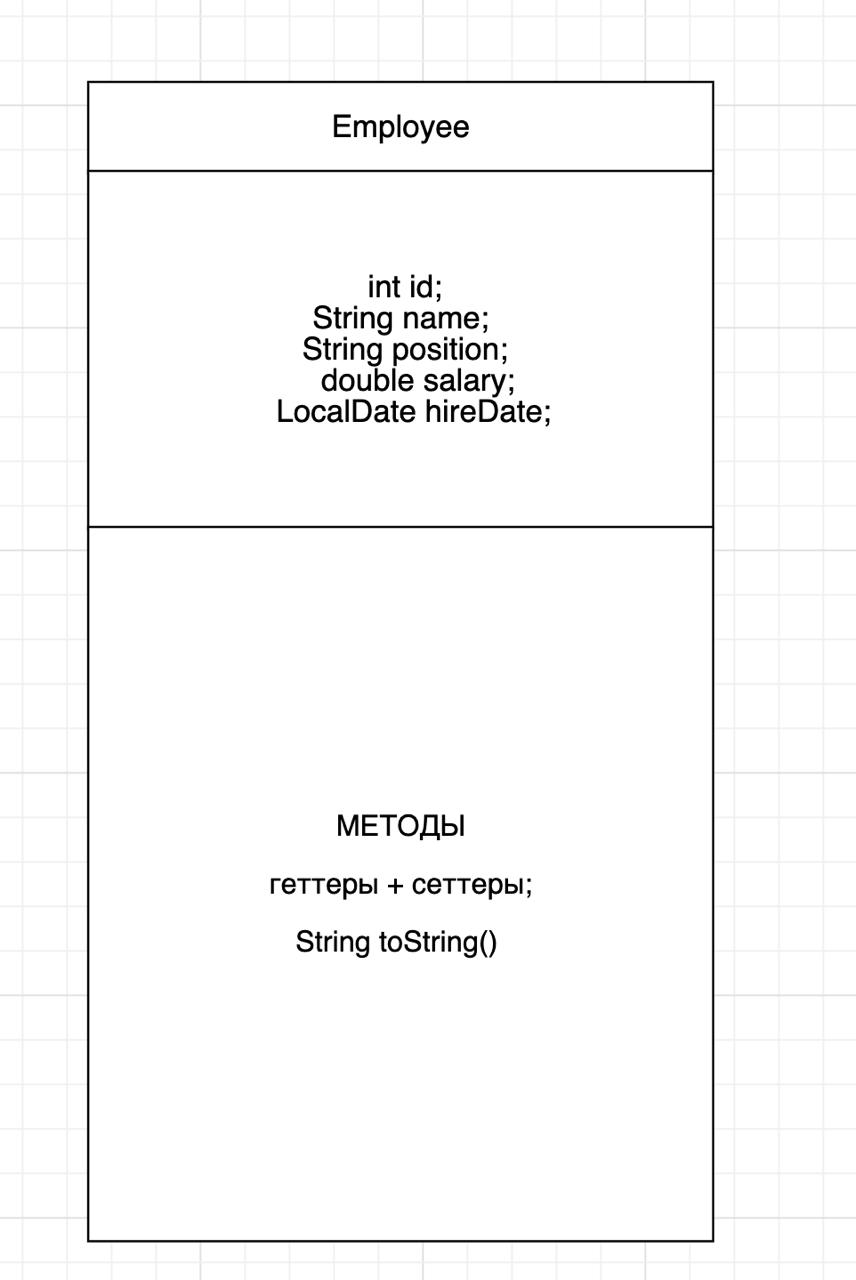 Employee
int id;
String name;
String position;
double salary;
LocalDate hireDate;
МЕТОДЫ
геттеры + сеттеры;
String toString()